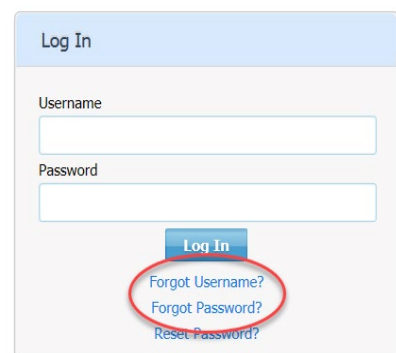 Log In
Username
Password
Log In
Forgot Username?
Forgot Password?
Reset Password?